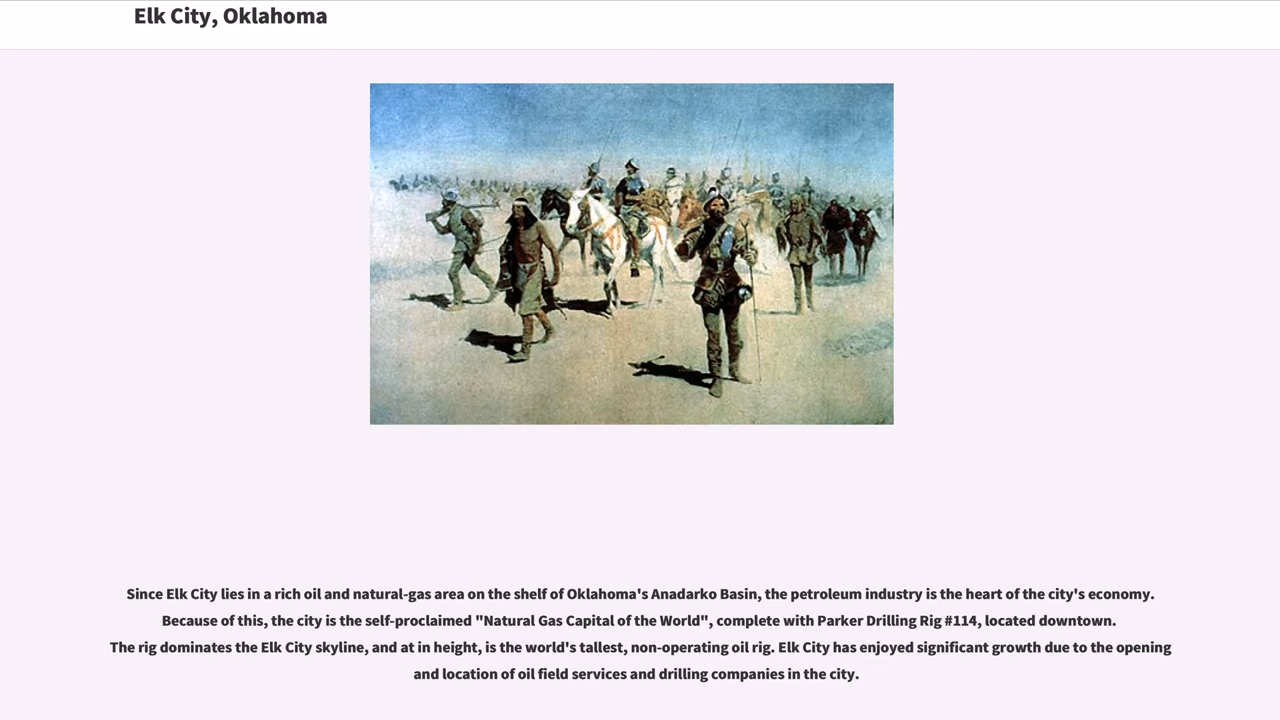 Elk City, Oklahoma
Since Elk City lies in a rich oil and natural-gas area on the shelf of Oklahoma's Anadarko Basin, the petroleum industry is the heart of the city's economy.
Because of this, the city is the self-proclaimed "Natural Gas Capital of the World", complete with Parker Drilling Rig #114, located downtown.
The rig dominates the Elk City skyline, and at in height, is the world's tallest, non-operating oil rig. Elk City has enjoyed significant growth due to the opening
and location of oil field services and drilling companies in the city.